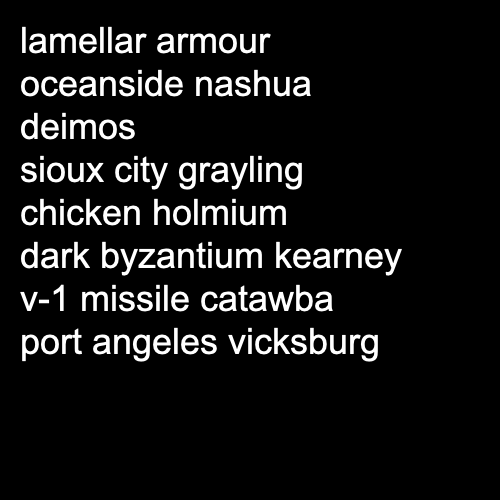 lamellar armour
oceanside nashua
deimos
sioux city grayling
chicken holmium
dark byzantium kearney
v-1 missile catawba
port angeles vicksburg